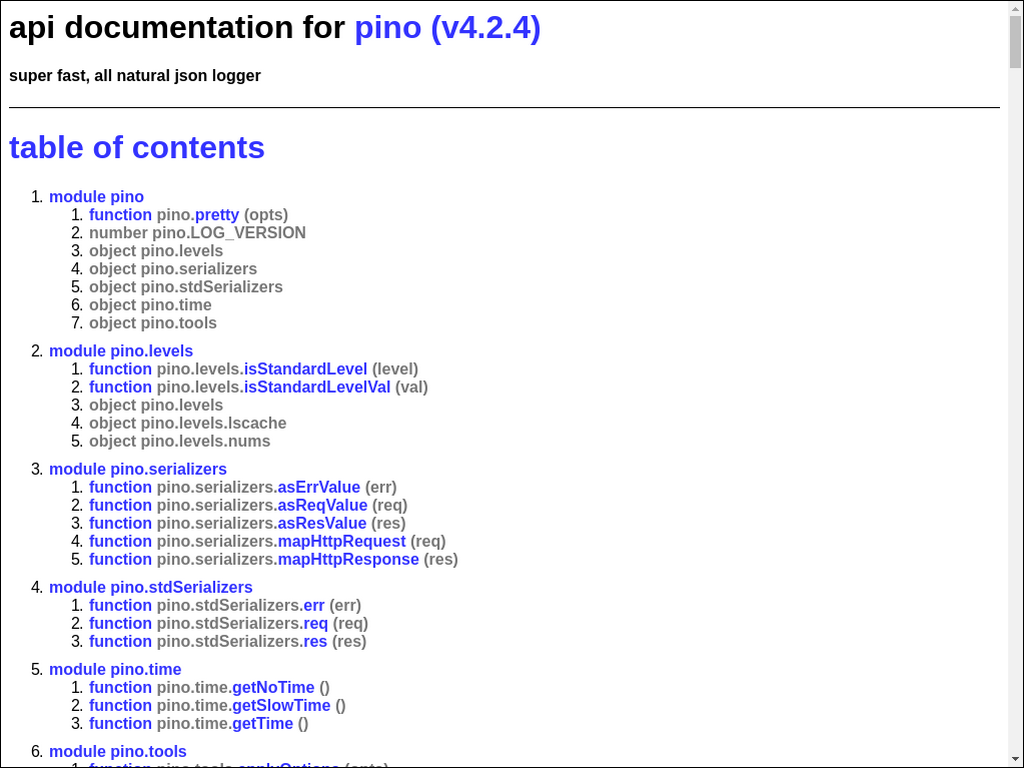 api documentation for pino (v4.2.4)
super fast, all natural json logger
table of contents
1. module pino
1. function pino.pretty (opts)
2. number pino.LOG_VERSION
3. object pino.levels
4. object pino.serializers
5. object pino.stdSerializers
6. object pino.time
7. object pino.tools
2. module pino.levels
1. function pino.levels.isStandardLevel (level)
2. function pino.levels.isStandardLevelVal (val)
3. object pino.levels
4. object pino.levels.lscache
5. object pino.levels.nums
3. module pino.serializers
1. function pino.serializers.asErrValue (err)
2. function pino.serializers.asReqValue (req)
3. function pino.serializers.asResValue (res)
4. function pino.serializers.mapHttpRequest (req)
5. function pino.serializers.mapHttpResponse (res)
4. module pino.stdSerializers
1. function pino.stdSerializers.err (err)
2. function pino.stdSerializers.req (req)
3. function pino.stdSerializers.res (res)
5. module pino.time
1. function pino.time.getNoTime ()
2. function pino.time.getSlowTime ()
3. function pino.time.getTime ()
6. module pino.tools
1. function pino.tools.applyOptions (opts)